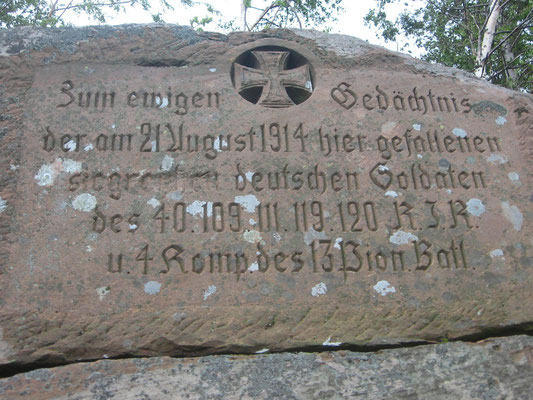 Zum ewigen Gedächtnis
der am 21 August 1914 hier gefallenen
siegreichen deutschen Soldaten
des 40. 109. 111. 119. 120. R. I. R.
u. 4 Komp. des 13 Pion. Batl.